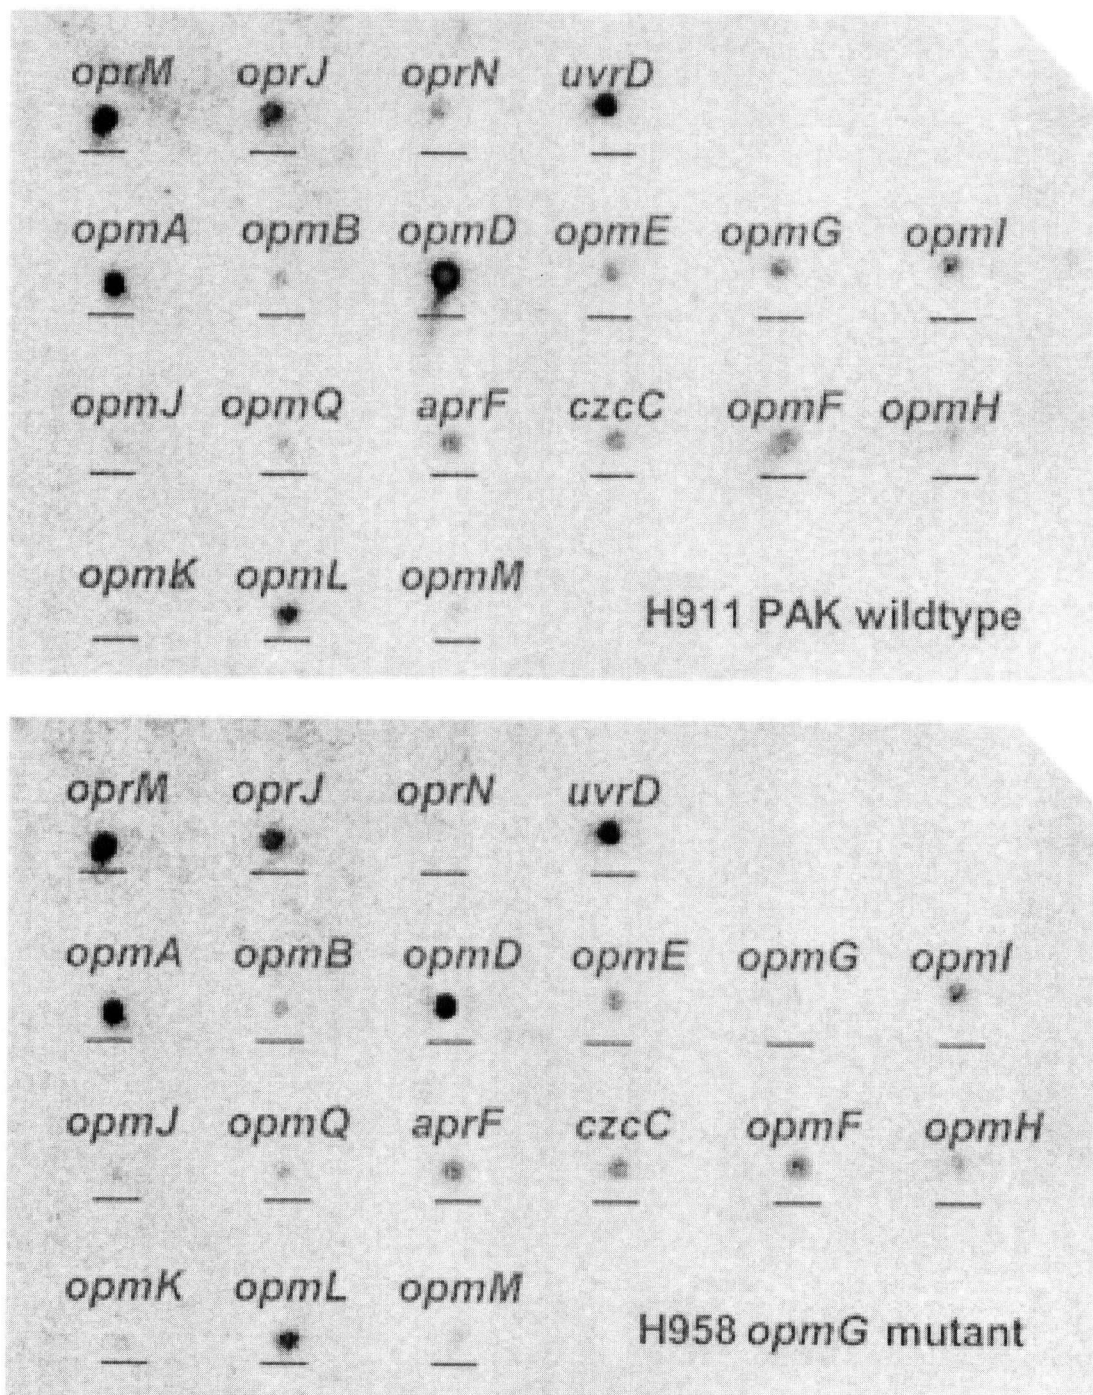 oprM oprJ oprN uvrD
opmA opmB opmD opmE opmG opmI
opmJ opmQ aprF czcC opmF opmH
opmK opmL opmM
H911 PAK wildtype
oprM oprJ oprN uvrD
opmA opmB opmD opmE opmG opmI
opmJ opmQ aprF czcC opmF opmH
opmK opmL opmM
H958 opmG mutant